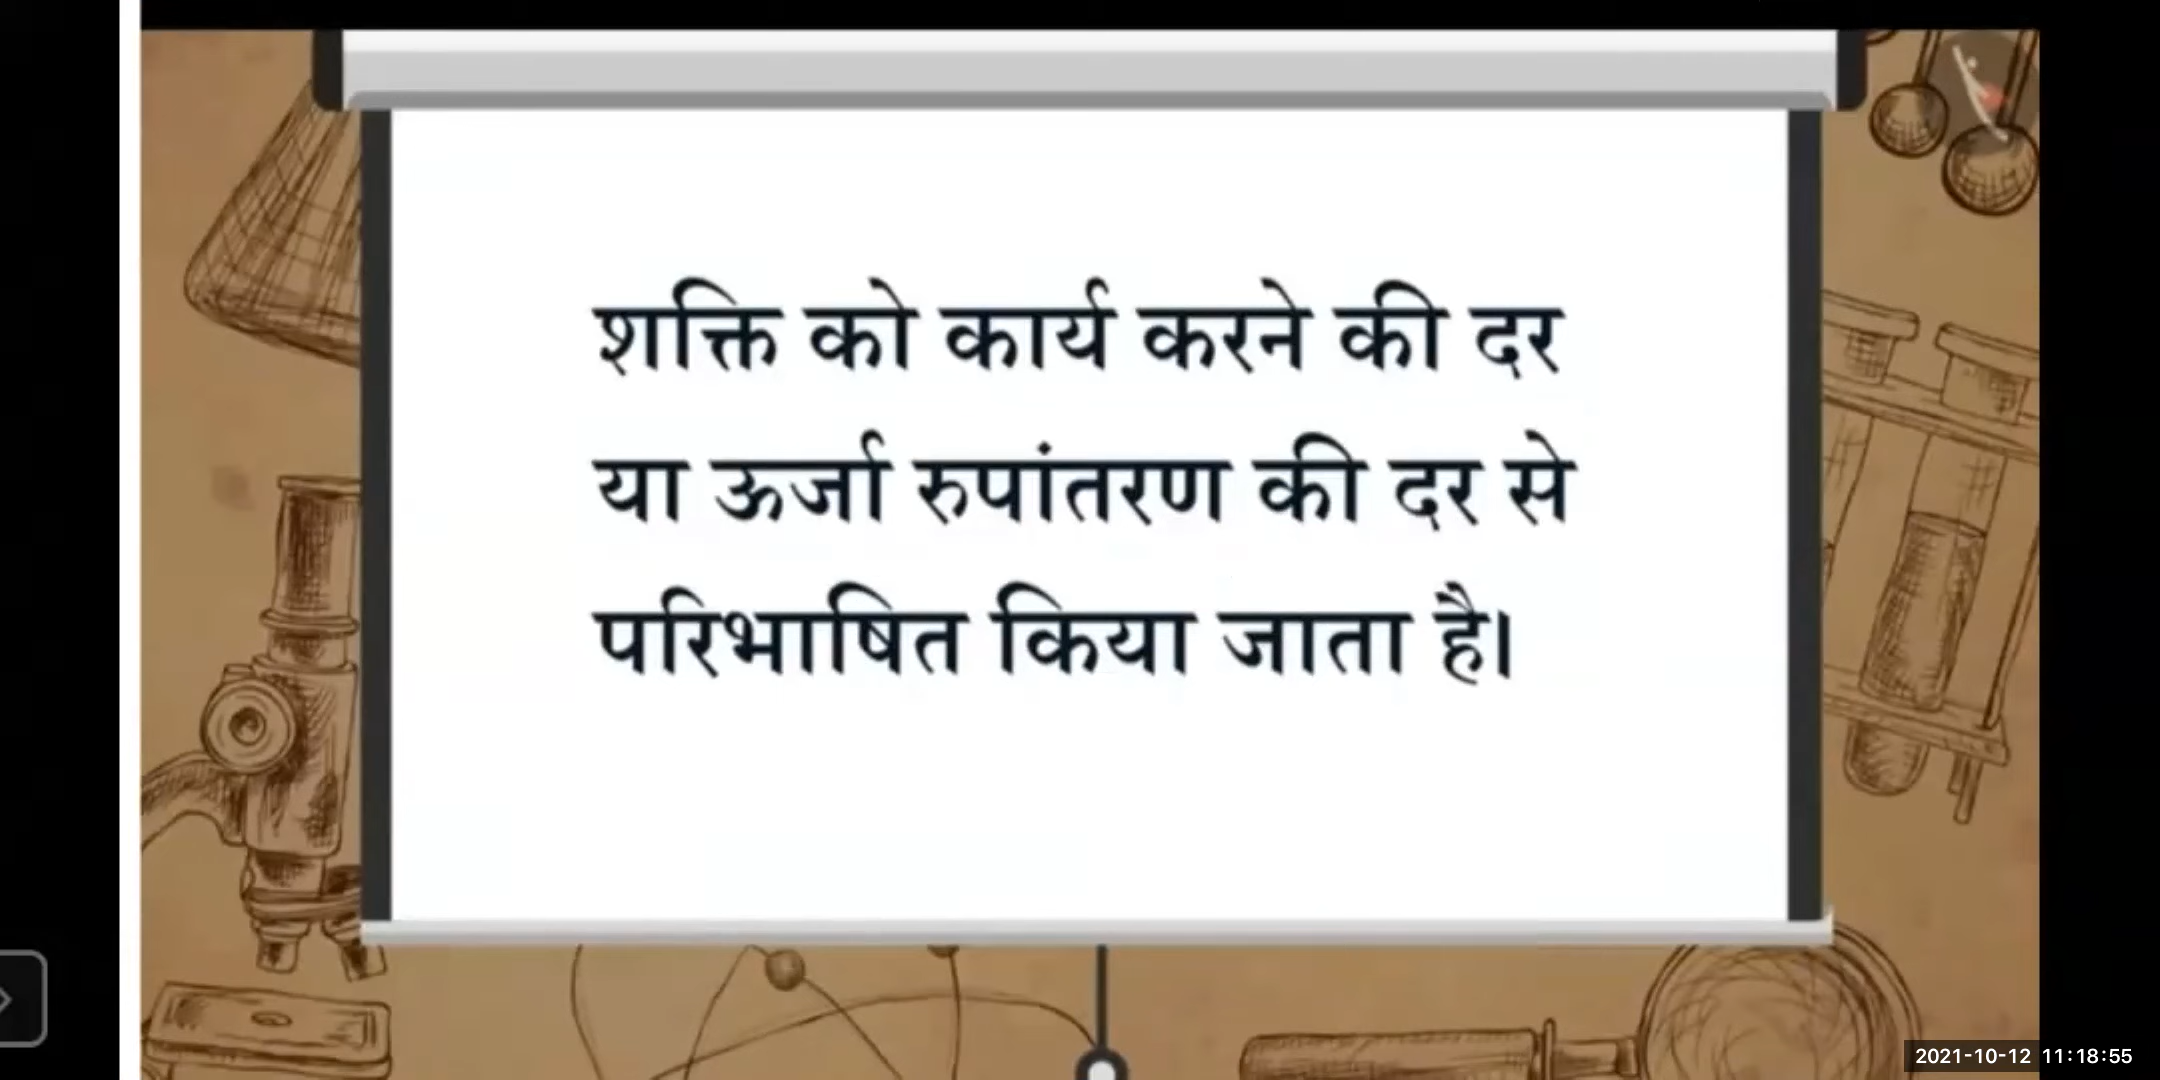 शक्ति को कार्य करने की दर
या ऊर्जा रुपांतरण की दर से
परिभाषित किया जाता है।
2021-10-12 11:18:55